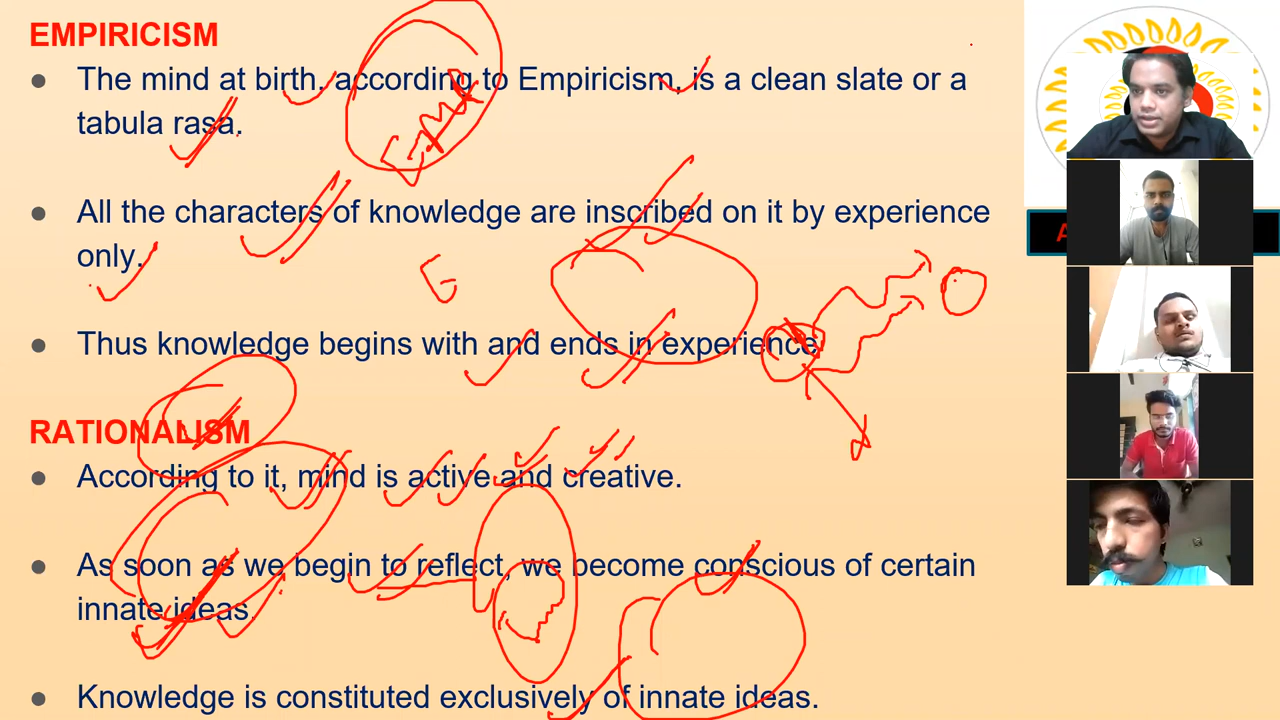 EMPIRICISM
● The mind at birth, according to Empiricism, is a clean slate or a
tabula rasa.
● All the characters of knowledge are inscribed on it by experience
only.
● Thus knowledge begins with and ends in experience.
RATIONALISM
● According to it, mind is active and creative.
● As soon as we begin to reflect, we become conscious of certain
innate ideas.
● Knowledge is constituted exclusively of innate ideas.